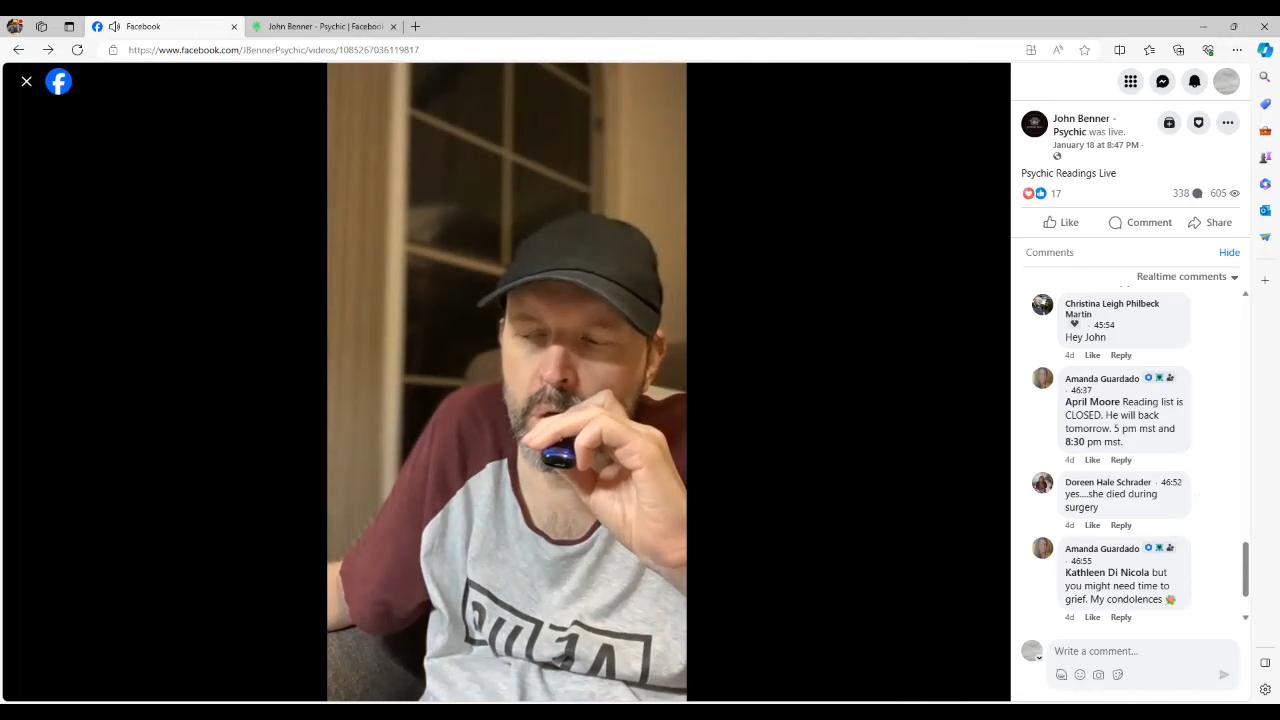 Facebook
John Benner - Psychic | Facebook
https://www.facebook.com/JBennerPsychic/videos/1085267036119817
John Benner -
Psychic was live.
January 18 at 8:47 PM ·
Psychic Readings Live
17
338
605
Like
Comment
Share
Comments
Hide
Realtime comments
Christina Leigh Philbeck
Martin
· 45:54
Hey John
4d Like Reply
Amanda Guardado
· 46:37
April Moore Reading list is
CLOSED. He will back
tomorrow. 5 pm mst and
8:30 pm mst.
4d Like Reply
Doreen Hale Schrader · 46:52
yes....she died during
surgery
4d Like Reply
Amanda Guardado
· 46:55
Kathleen Di Nicola but
you might need time to
grief. My condolences 💐
4d Like Reply
Write a comment...